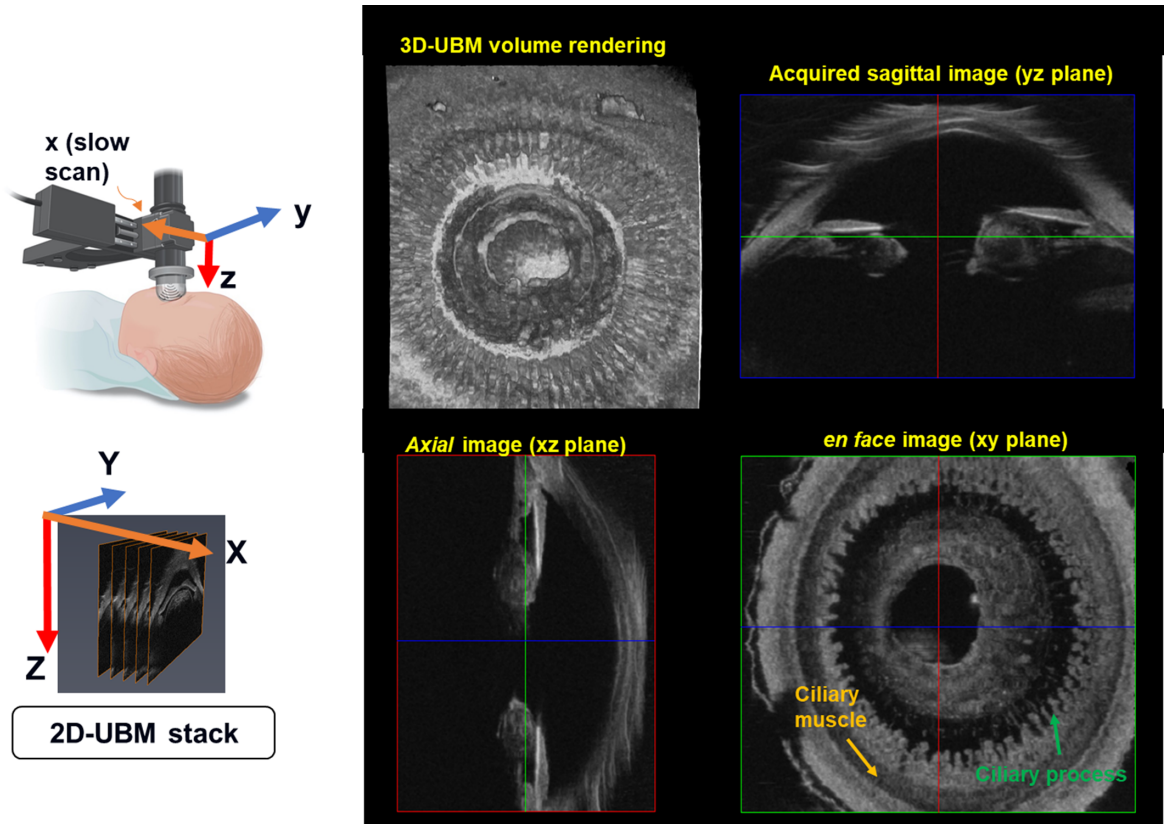 x (slow
scan)
y
z
Y
X
Z
2D-UBM stack
3D-UBM volume rendering
Acquired sagittal image (yz plane)
Axial image (xz plane)
en face image (xy plane)
Ciliary
muscle
Ciliary process